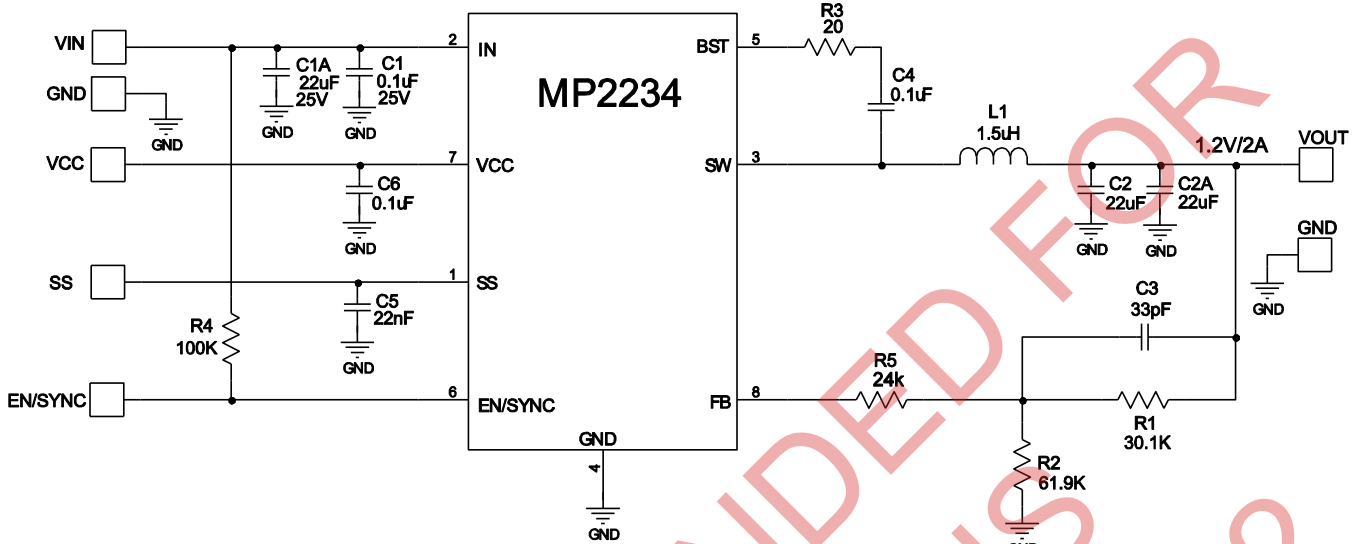 VIN
GND
GND
VCC
SS
EN/SYNC
R4
100K
C1A
22uF
25V
GND
C1
0.1uF
25V
GND
C6
0.1uF
GND
C5
22nF
GND
2
IN
7
VCC
1
SS
6
EN/SYNC
MP2234
BST
5
SW
3
FB
8
GND
4
GND
R3
20
C4
0.1uF
L1
1.5uH
1.2V/2A
VOUT
C2
22uF
GND
C2A
22uF
GND
GND
GND
C3
33pF
R5
24k
R1
30.1K
R2
61.9K
FOR